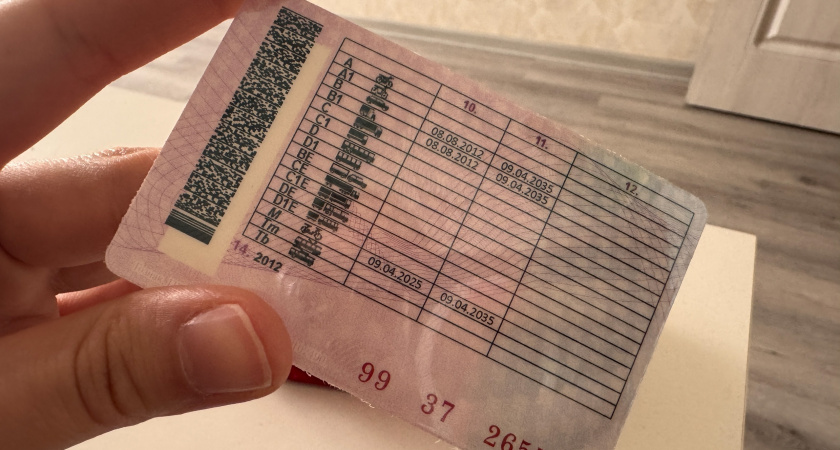 10. 11. 12.
A
A1
B 08.08.2012 09.04.2035
B1 08.08.2012 09.04.2035
C
C1
D
D1
BE
CE
C1E
DE
D1E
M 09.04.2025 09.04.2035
Tm
Tb
14. 2012
99 37